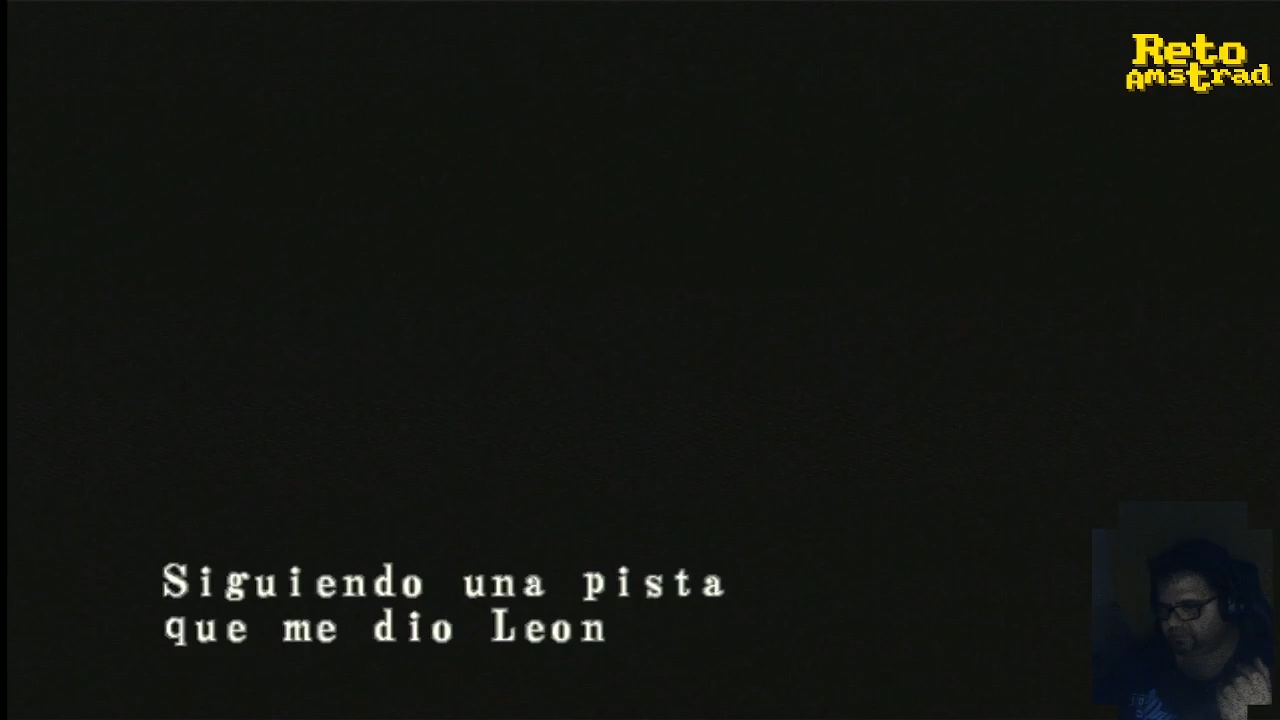 Reto
Amstrad
Siguiendo una pista
que me dio Leon